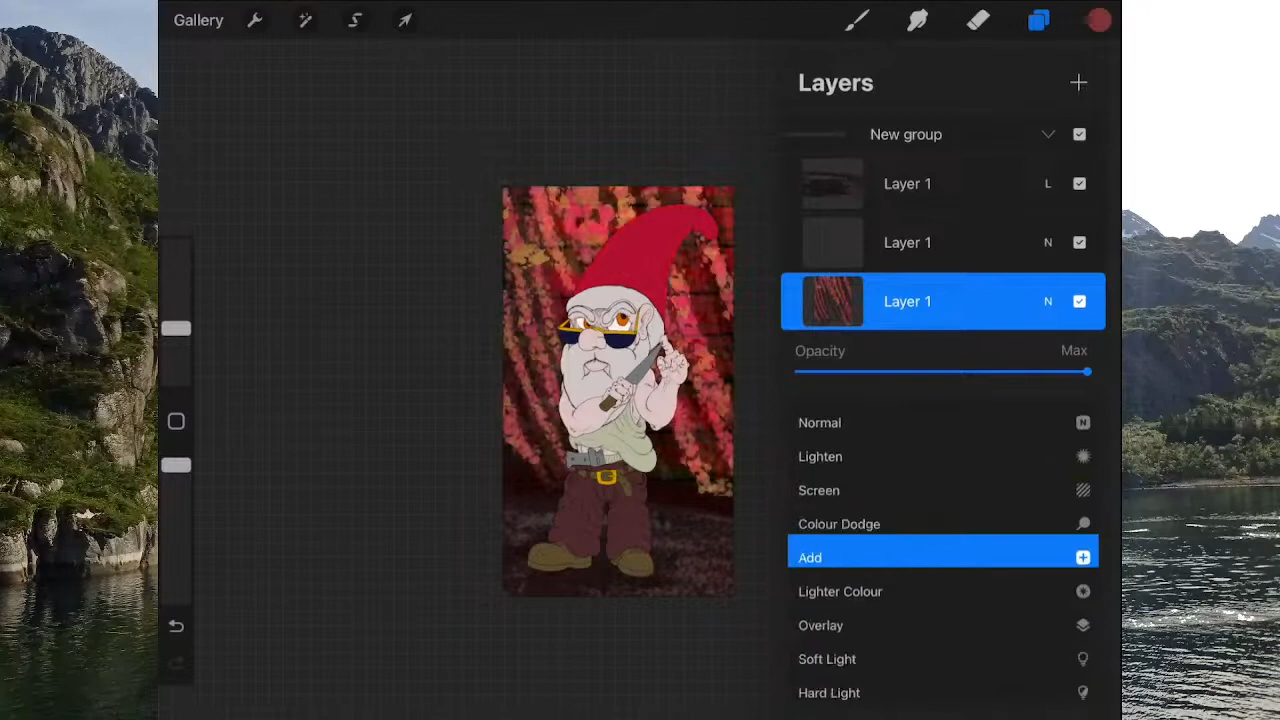 Gallery
Layers
New group
Layer 1 L
Layer 1 N
Layer 1 N
Opacity Max
Normal N
Lighten
Screen
Colour Dodge
Add
Lighter Colour
Overlay
Soft Light
Hard Light